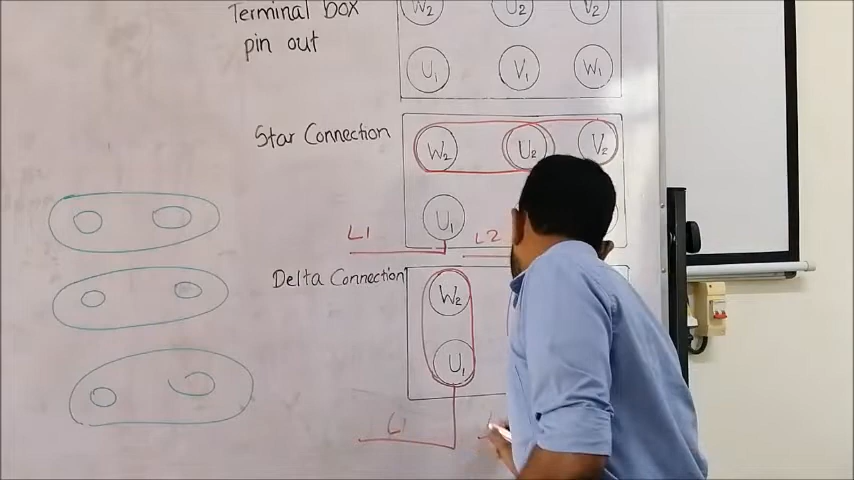 Terminal box
W2 U2 V2
pin out
U1 V1 W1
Star Connection
W2 U2 V2
U1
L1 L2
Delta Connection
W2
U1
L1